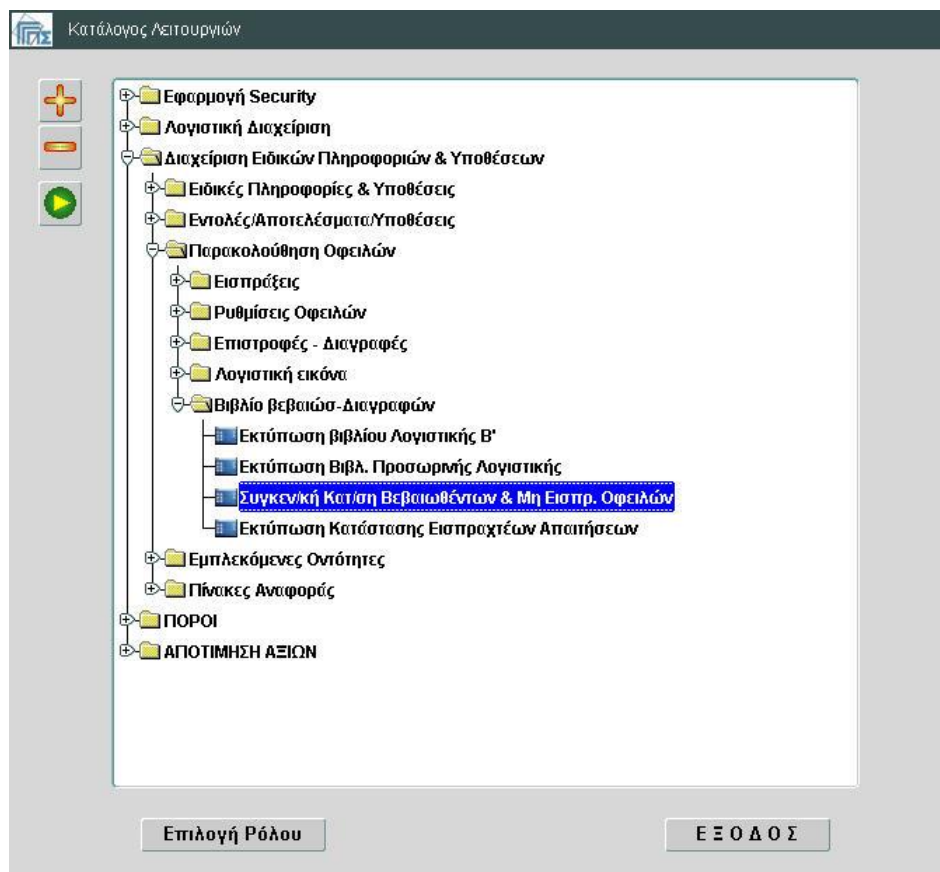 Κατάλογος Λειτουργιών
Εφαρμογή Security
Λογιστική Διαχείριση
Διαχείριση Ειδικών Πληροφοριών & Υποθέσεων
Ειδικές Πληροφορίες & Υποθέσεις
Εντολές/Αποτελέσματα/Υποθέσεις
Παρακολούθηση Οφειλών
Εισπράξεις
Ρυθμίσεις Οφειλών
Επιστροφές - Διαγραφές
Λογιστική εικόνα
Βιβλίο βεβαιώσ-Διαγραφών
Εκτύπωση βιβλίου Λογιστικής Β'
Εκτύπωση Βιβλ. Προσωρινής Λογιστικής
Συγκεν/κή Κατ/ση Βεβαιωθέντων & Μη Εισπρ. Οφειλών
Εκτύπωση Κατάστασης Εισπραχτέων Απαιτήσεων
Εμπλεκόμενες Οντότητες
Πίνακες Αναφοράς
ΠΟΡΟΙ
ΑΠΟΤΙΜΗΣΗ ΑΞΙΩΝ
Επιλογή Ρόλου
Ε Ξ Ο Δ Ο Σ